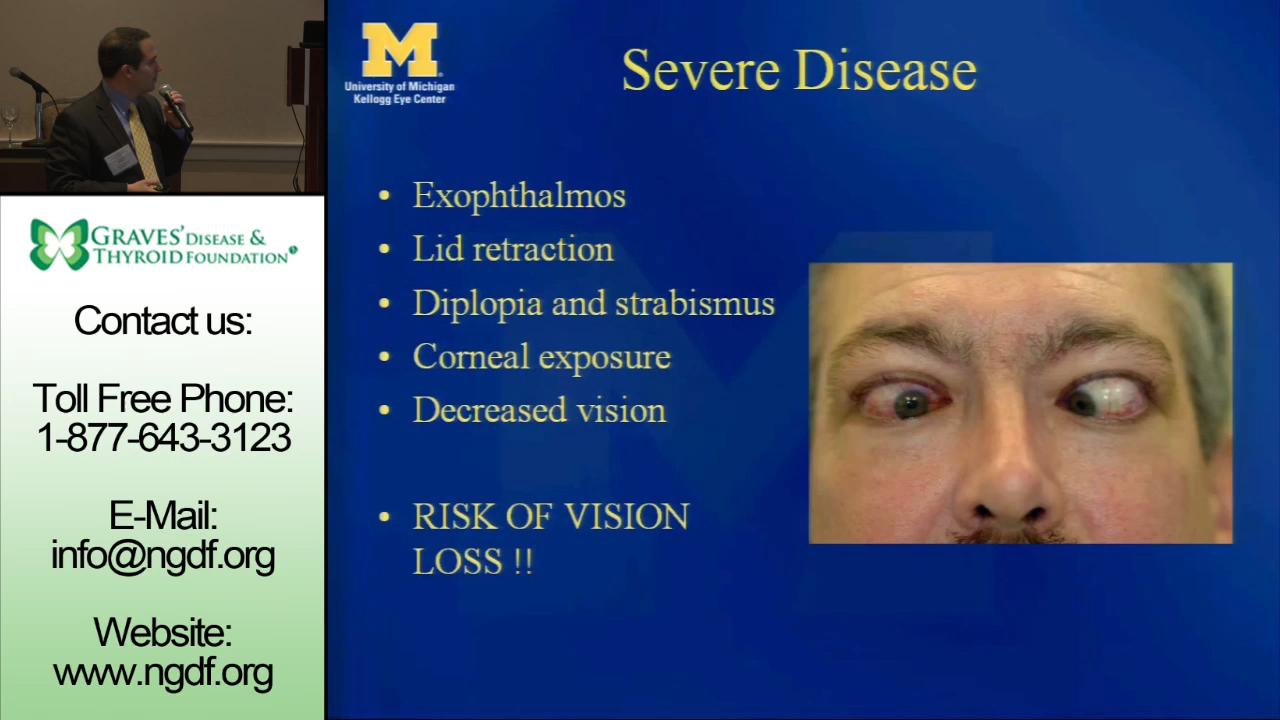 GRAVES' DISEASE &
THYROID FOUNDATION
Contact us:
Toll Free Phone:
1-877-643-3123
E-Mail:
info@ngdf.org
Website:
www.ngdf.org
M
University of Michigan
Kellogg Eye Center
Severe Disease
• Exophthalmos
• Lid retraction
• Diplopia and strabismus
• Corneal exposure
• Decreased vision
• RISK OF VISION
LOSS !!